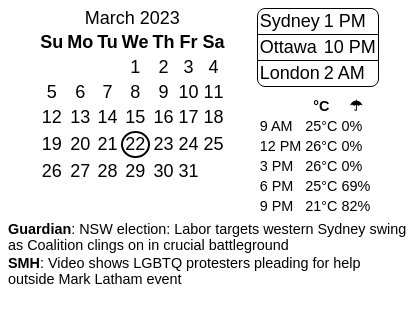 March 2023
Su Mo Tu We Th Fr Sa
1 2 3 4
5 6 7 8 9 10 11
12 13 14 15 16 17 18
19 20 21 22 23 24 25
26 27 28 29 30 31
Sydney 1 PM
Ottawa 10 PM
London 2 AM
°C ☂
9 AM 25°C 0%
12 PM 26°C 0%
3 PM 26°C 0%
6 PM 25°C 69%
9 PM 21°C 82%
Guardian: NSW election: Labor targets western Sydney swing
as Coalition clings on in crucial battleground
SMH: Video shows LGBTQ protesters pleading for help
outside Mark Latham event